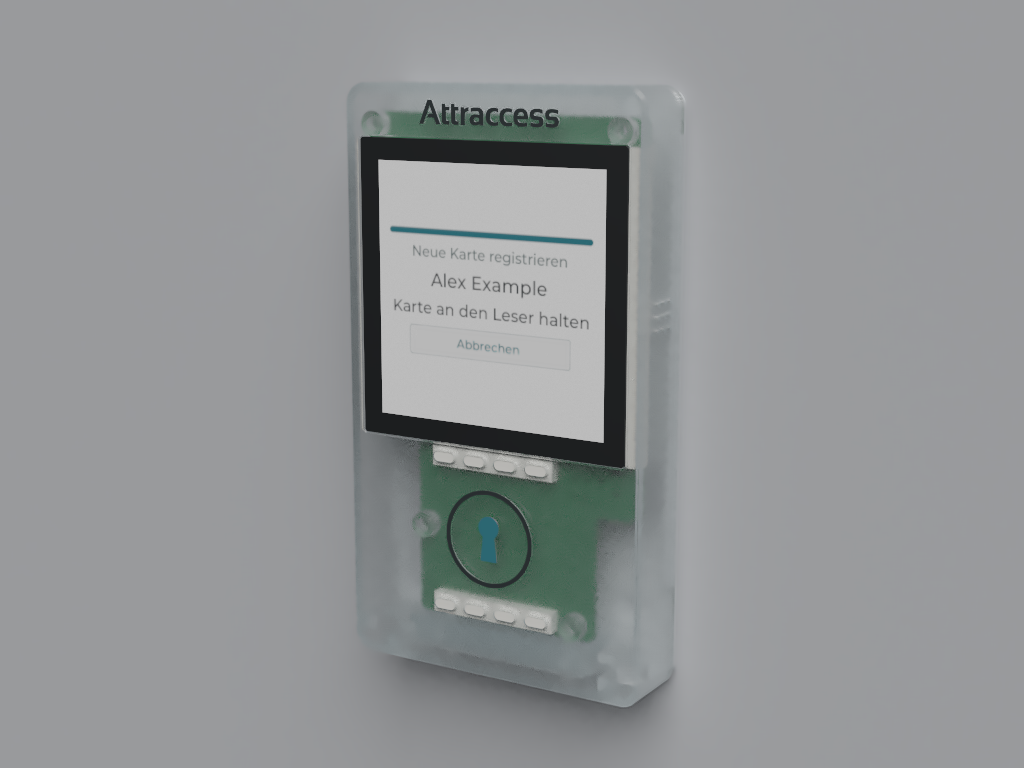 Attraccess
Neue Karte registrieren
Alex Example
Karte an den Leser halten
Abbrechen